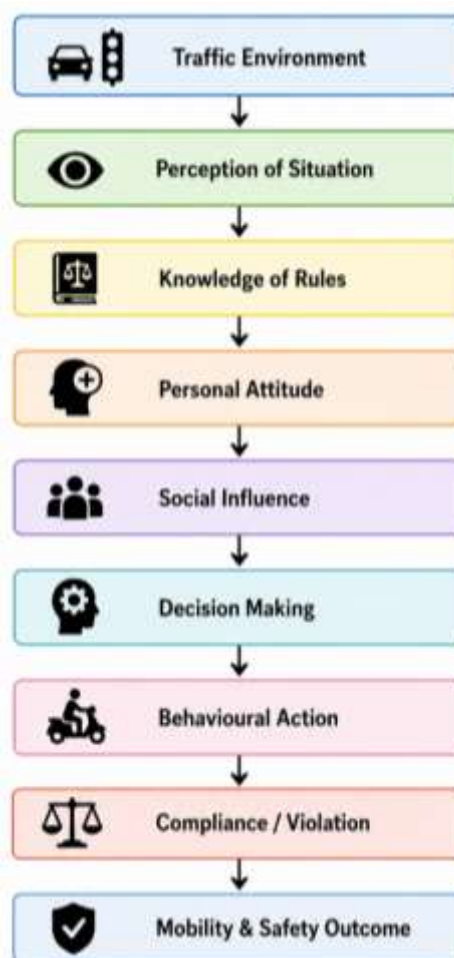 Traffic Environment
Perception of Situation
Knowledge of Rules
Personal Attitude
Social Influence
Decision Making
Behavioural Action
Compliance / Violation
Mobility & Safety Outcome